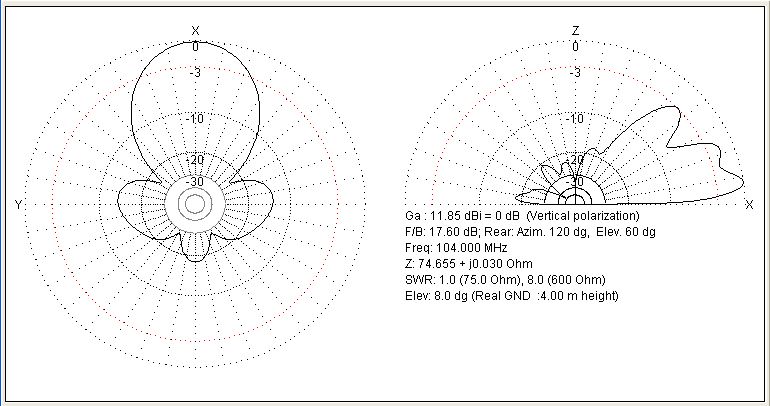 X
0
-3
-10
-20
-30
Y
Z
0
-3
-10
-20
-30
X
Ga : 11.85 dBi = 0 dB (Vertical polarization)
F/B: 17.60 dB; Rear: Azim. 120 dg, Elev. 60 dg
Freq: 104.000 MHz
Z: 74.655 + j0.030 Ohm
SWR: 1.0 (75.0 Ohm), 8.0 (600 Ohm)
Elev: 8.0 dg (Real GND :4.00 m height)